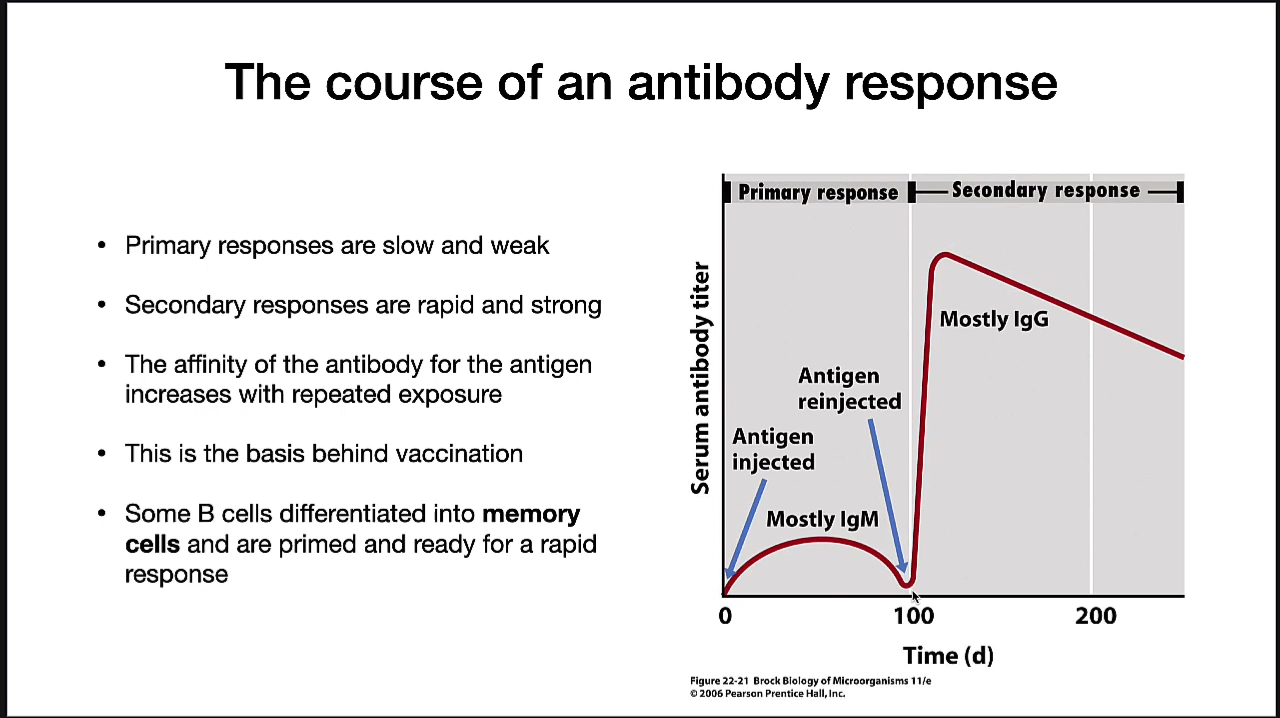 The course of an antibody response
• Primary responses are slow and weak
• Secondary responses are rapid and strong
• The affinity of the antibody for the antigen
increases with repeated exposure
• This is the basis behind vaccination
• Some B cells differentiated into memory
cells and are primed and ready for a rapid
response
Primary response
Secondary response
Serum antibody titer
Mostly IgG
Antigen
reinjected
Antigen
injected
Mostly IgM
0
100
200
Time (d)
Figure 22-21 Brock Biology of Microorganisms 11/e
© 2006 Pearson Prentice Hall, Inc.